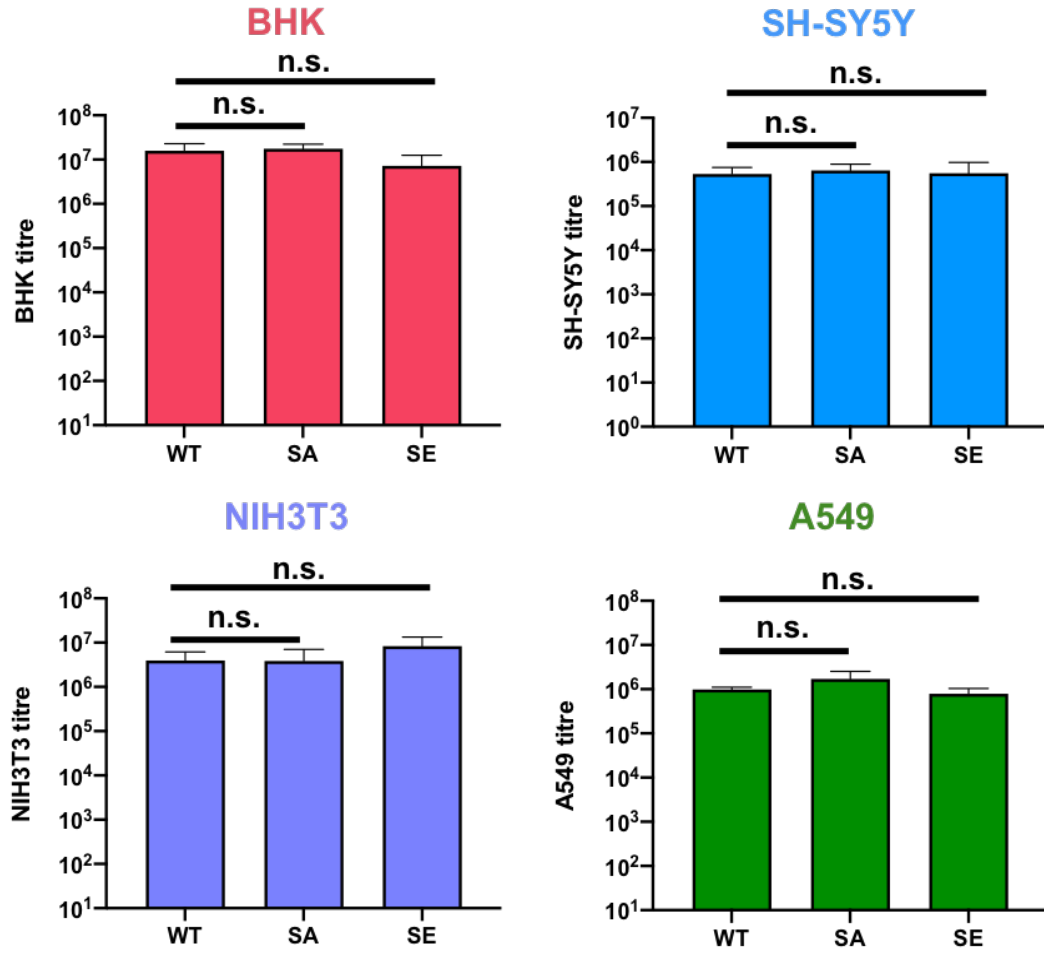 BHK
n.s.
n.s.
10^8
10^7
10^6
10^5
10^4
10^3
10^2
10^1
BHK titre
WT SA SE
SH-SY5Y
n.s.
n.s.
10^7
10^6
10^5
10^4
10^3
10^2
10^1
10^0
SH-SY5Y titre
WT SA SE
NIH3T3
n.s.
n.s.
10^8
10^7
10^6
10^5
10^4
10^3
10^2
10^1
NIH3T3 titre
WT SA SE
A549
n.s.
n.s.
10^8
10^7
10^6
10^5
10^4
10^3
10^2
10^1
A549 titre
WT SA SE